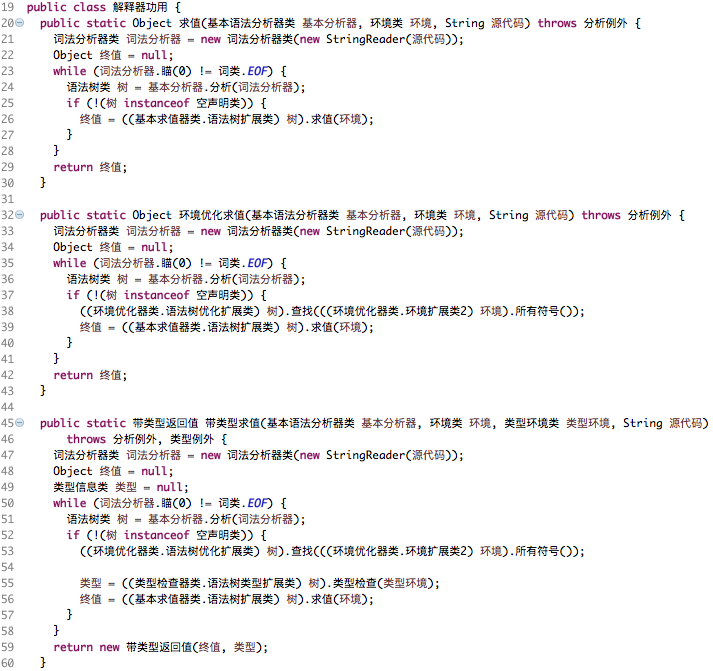 19 public class 解释器功用 {
20 public static Object 求值(基本语法分析器类 基本分析器, 环境类 环境, String 源代码) throws 分析例外 {
21 词法分析器类 词法分析器 = new 词法分析器类(new StringReader(源代码));
22 Object 终值 = null;
23 while (词法分析器.瞄(0) != 词类.EOF) {
24 语法树类 树 = 基本分析器.分析(词法分析器);
25 if (!(树 instanceof 空声明类)) {
26 终值 = ((基本求值器类.语法树扩展类) 树).求值(环境);
27 }
28 }
29 return 终值;
30 }
31
32 public static Object 环境优化求值(基本语法分析器类 基本分析器, 环境类 环境, String 源代码) throws 分析例外 {
33 词法分析器类 词法分析器 = new 词法分析器类(new StringReader(源代码));
34 Object 终值 = null;
35 while (词法分析器.瞄(0) != 词类.EOF) {
36 语法树类 树 = 基本分析器.分析(词法分析器);
37 if (!(树 instanceof 空声明类)) {
38 ((环境优化器类.语法树优化扩展类) 树).查找(((环境优化器类.环境扩展类2) 环境).所有符号());
39 终值 = ((基本求值器类.语法树扩展类) 树).求值(环境);
40 }
41 }
42 return 终值;
43 }
44
45 public static 带类型返回值 带类型求值(基本语法分析器类 基本分析器, 环境类 环境, 类型环境类 类型环境, String 源代码)
46 throws 分析例外, 类型例外 {
47 词法分析器类 词法分析器 = new 词法分析器类(new StringReader(源代码));
48 Object 终值 = null;
49 类型信息类 类型 = null;
50 while (词法分析器.瞄(0) != 词类.EOF) {
51 语法树类 树 = 基本分析器.分析(词法分析器);
52 if (!(树 instanceof 空声明类)) {
53 ((环境优化器类.语法树优化扩展类) 树).查找(((环境优化器类.环境扩展类2) 环境).所有符号());
54
55 类型 = ((类型检查器类.语法树类型扩展类) 树).类型检查(类型环境);
56 终值 = ((基本求值器类.语法树扩展类) 树).求值(环境);
57 }
58 }
59 return new 带类型返回值(终值, 类型);
60 }